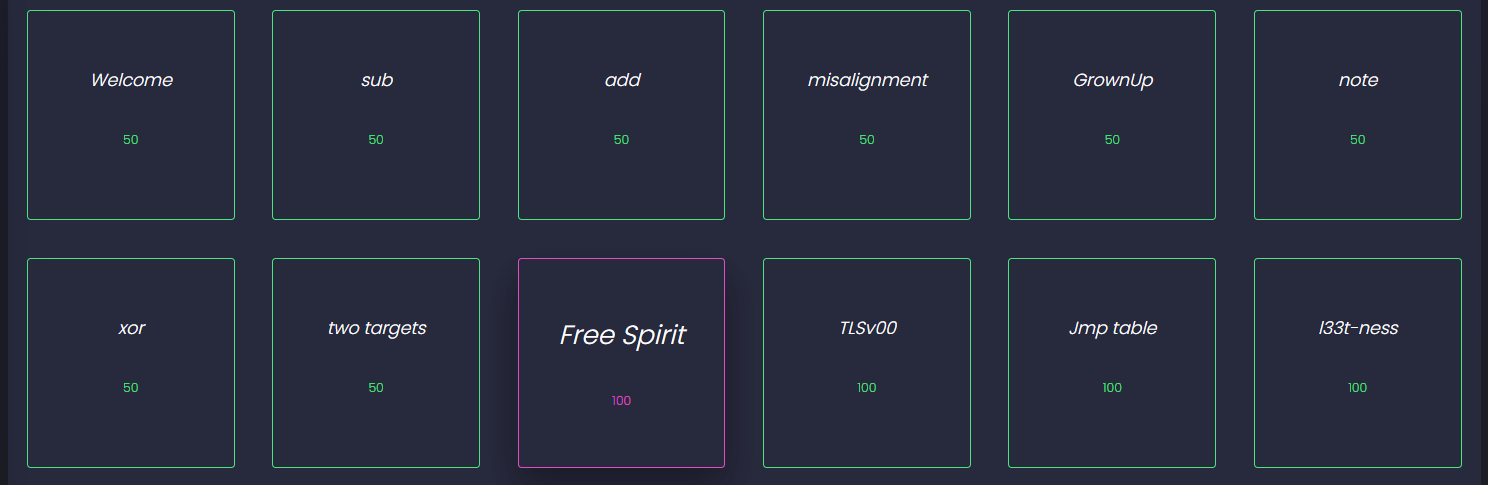 Welcome
50
sub
50
add
50
misalignment
50
GrownUp
50
note
50
xor
50
two targets
50
Free Spirit
100
TLSv00
100
Jmp table
100
l33t-ness
100